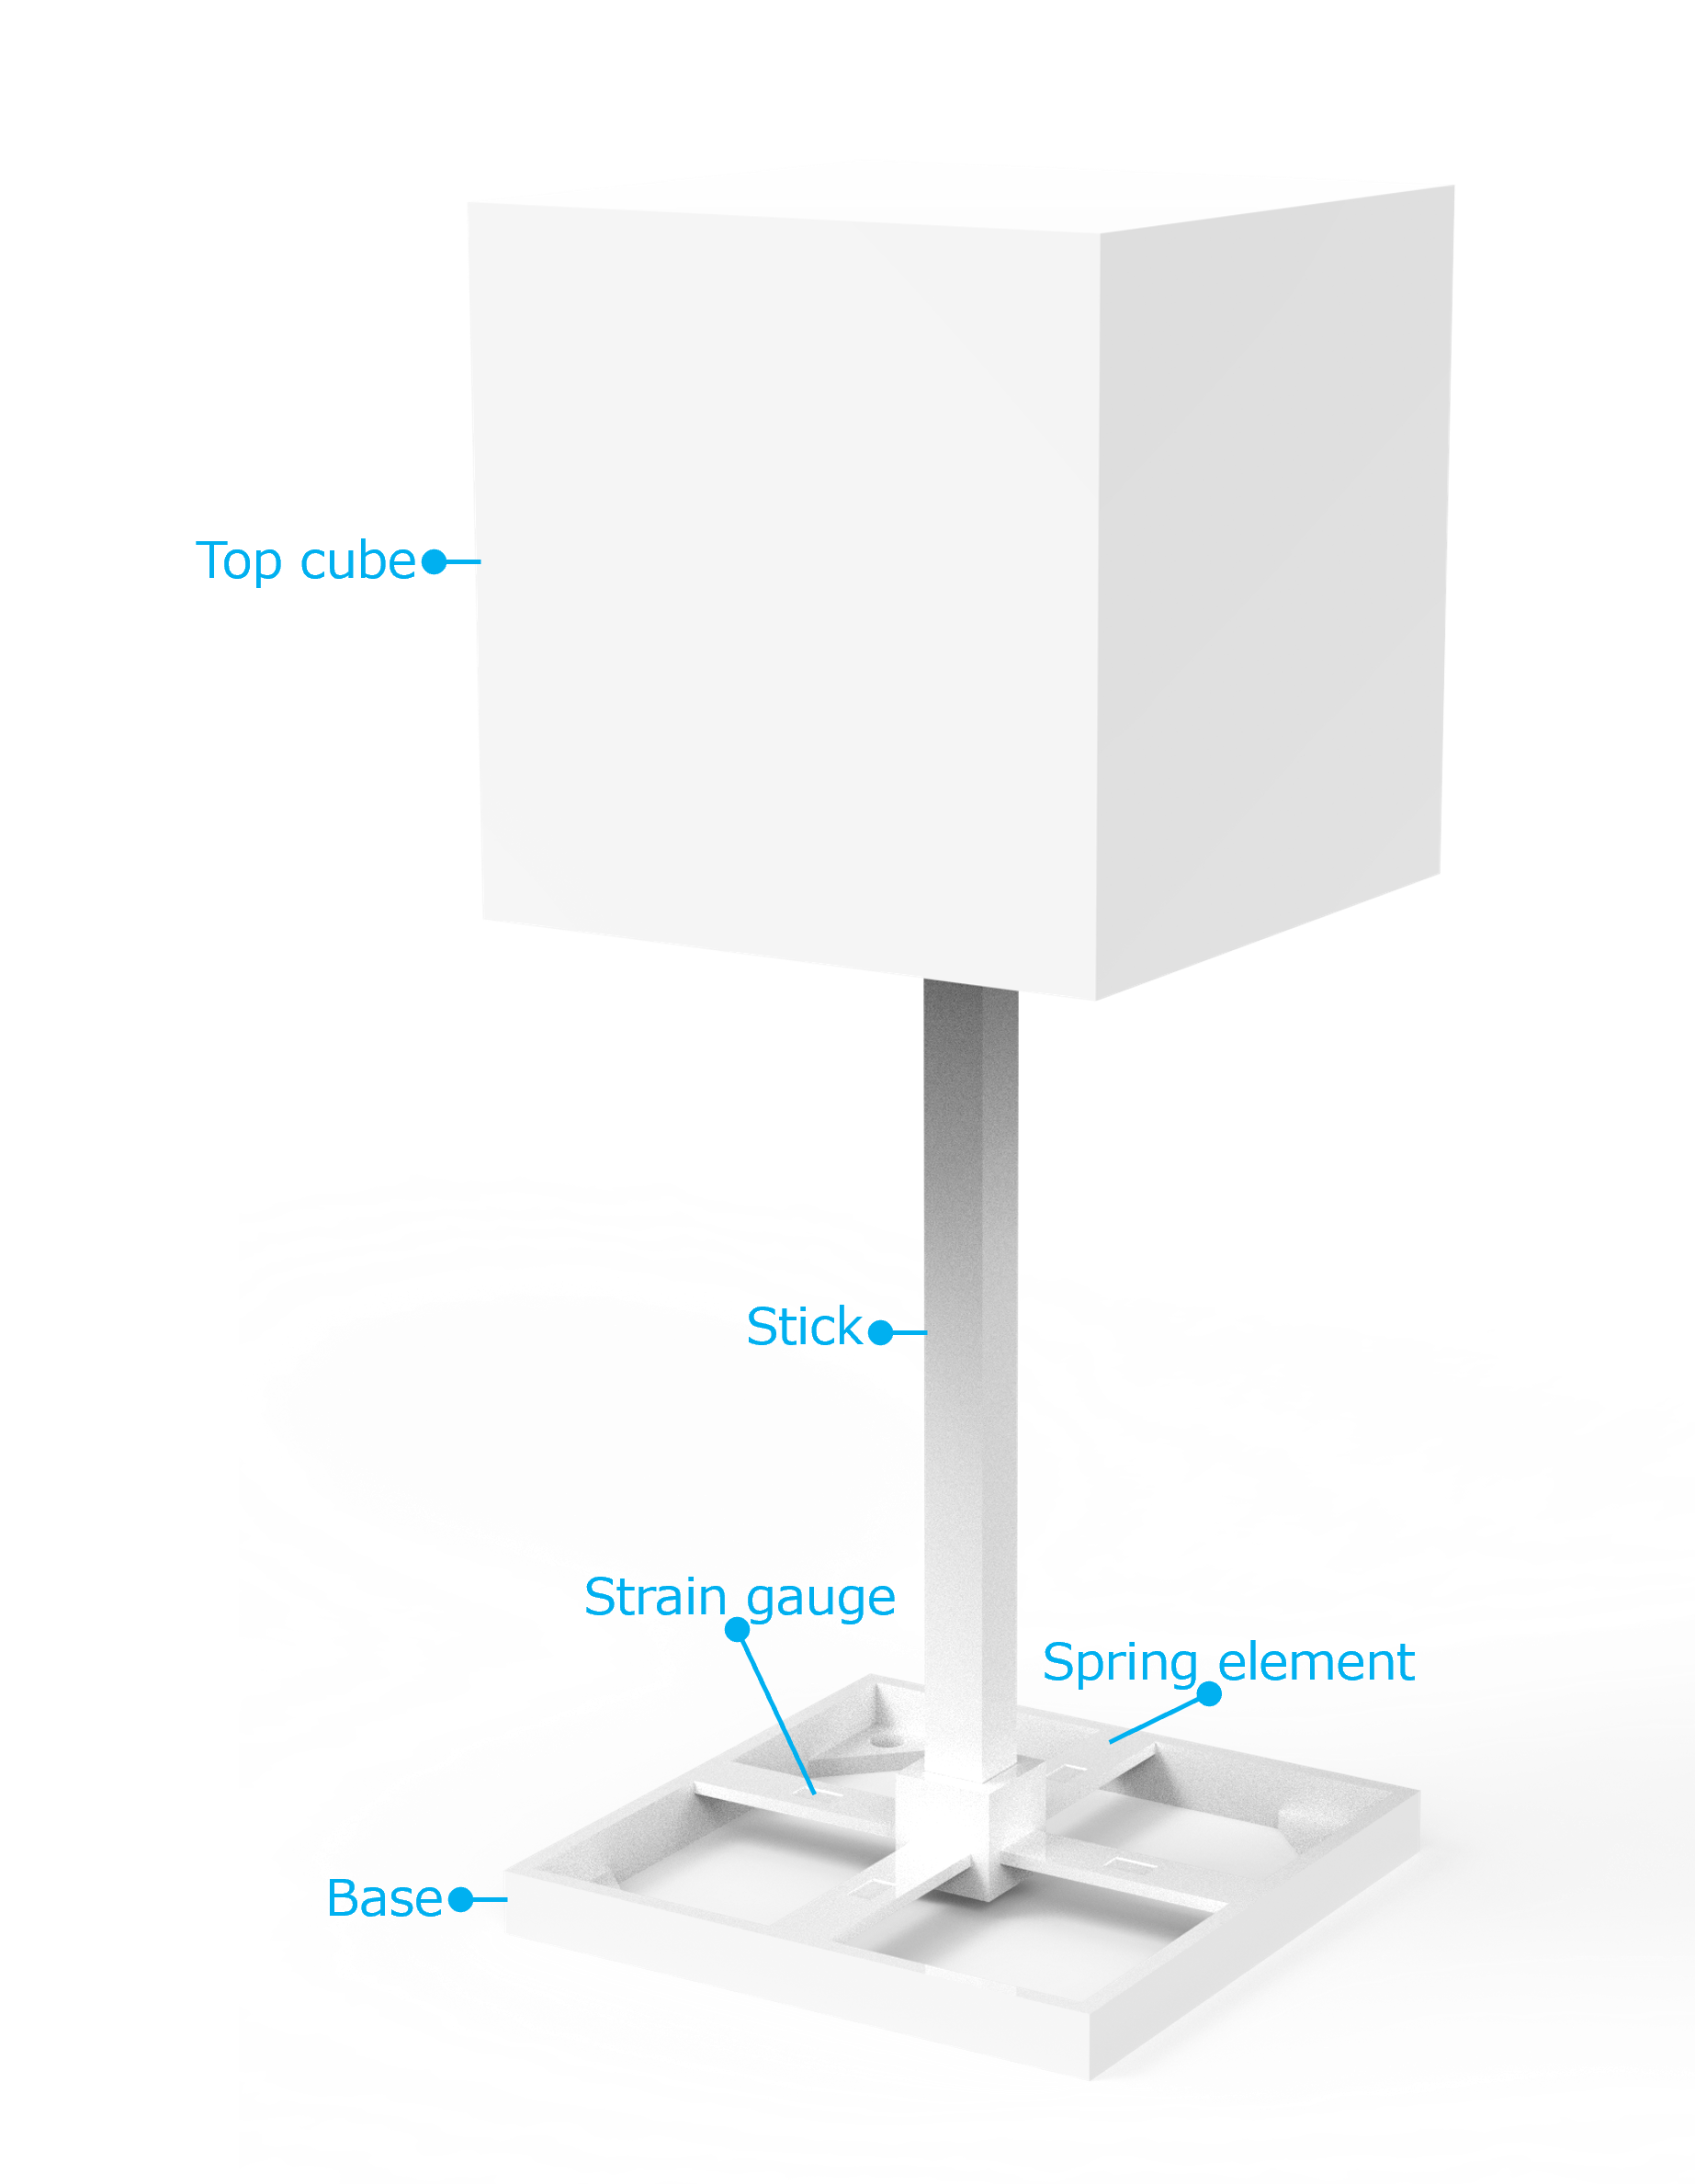 Top cube
Stick
Strain gauge
Spring element
Base